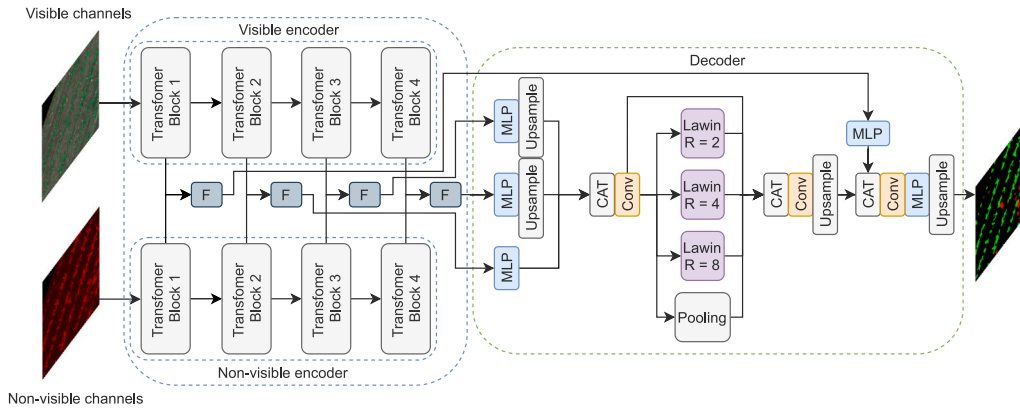 Visible channels
Visible encoder
Decoder
Transfomer
Block 1
Transfomer
Block 2
Transfomer
Block 3
Transfomer
Block 4
F
F
F
F
MLP
Upsample
MLP
Upsample
MLP
CAT
Conv
Lawin
R = 2
Lawin
R = 4
Lawin
R = 8
Pooling
CAT
Conv
Upsample
MLP
CAT
Conv
MLP
Upsample
Transfomer
Block 1
Transfomer
Block 2
Transfomer
Block 3
Transfomer
Block 4
Non-visible encoder
Non-visible channels